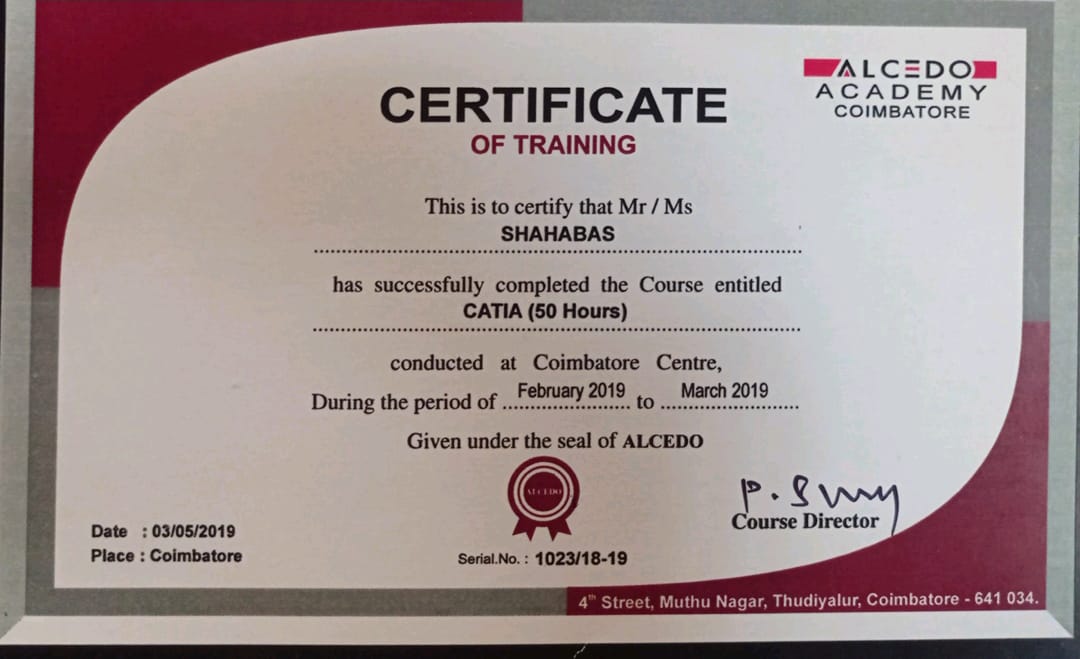 ALCEDO
ACADEMY
COIMBATORE
CERTIFICATE
OF TRAINING
This is to certify that Mr / Ms
SHAHABAS
has successfully completed the Course entitled
CATIA (50 Hours)
conducted at Coimbatore Centre,
During the period of February 2019 to March 2019
Given under the seal of ALCEDO
ALCEDO
Course Director
Date : 03/05/2019
Place : Coimbatore
Serial.No. : 1023/18-19
4th Street, Muthu Nagar, Thudiyalur, Coimbatore - 641 034.